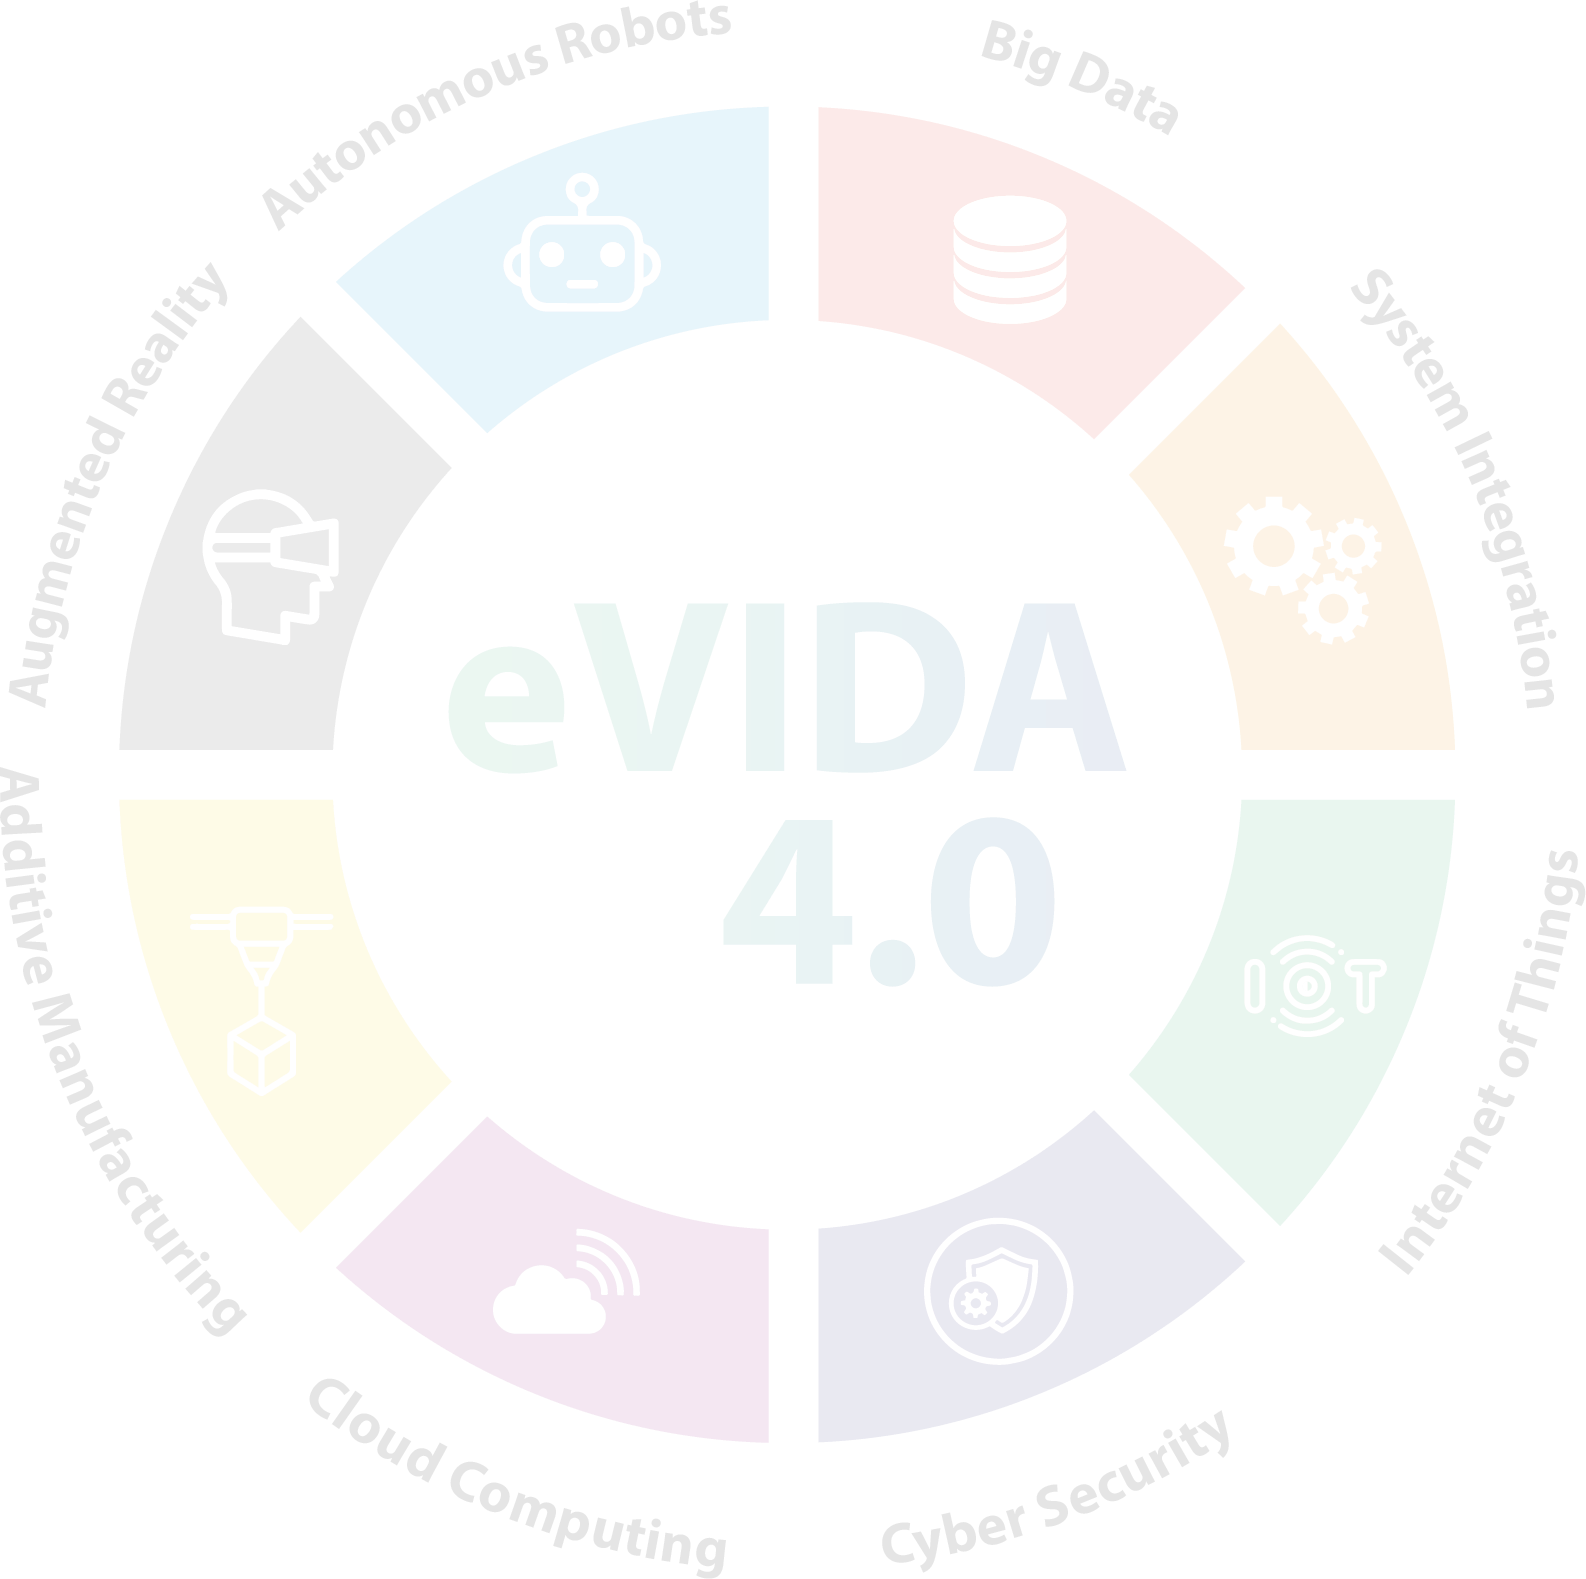 Autonomous Robots
Big Data
System Integration
Internet of Things
Cyber Security
Cloud Computing
Additive Manufacturing
Augmented Reality
eVIDA
4.0
IOT